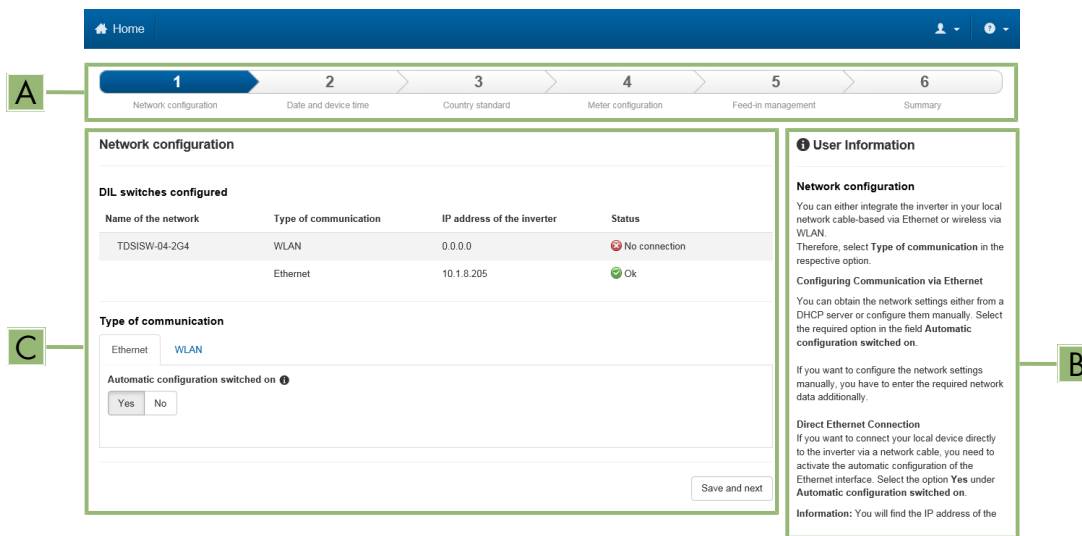 Home
A
1 2 3 4 5 6
Network configuration Date and device time Country standard Meter configuration Feed-in management Summary
Network configuration
DIL switches configured
Name of the network Type of communication IP address of the inverter Status
TDSISW-04-2G4 WLAN 0.0.0.0 No connection
Ethernet 10.1.8.205 Ok
C
Type of communication
Ethernet WLAN
Automatic configuration switched on
Yes No
Save and next
User Information
Network configuration
You can either integrate the inverter in your local
network cable-based via Ethernet or wireless via
WLAN.
Therefore, select Type of communication in the
respective option.
Configuring Communication via Ethernet
You can obtain the network settings either from a
DHCP server or configure them manually. Select
the required option in the field Automatic
configuration switched on.
B
If you want to configure the network settings
manually, you have to enter the required network
data additionally.
Direct Ethernet Connection
If you want to connect your local device directly
to the inverter via a network cable, you need to
activate the automatic configuration of the
Ethernet interface. Select the option Yes under
Automatic configuration switched on.
Information: You will find the IP address of the